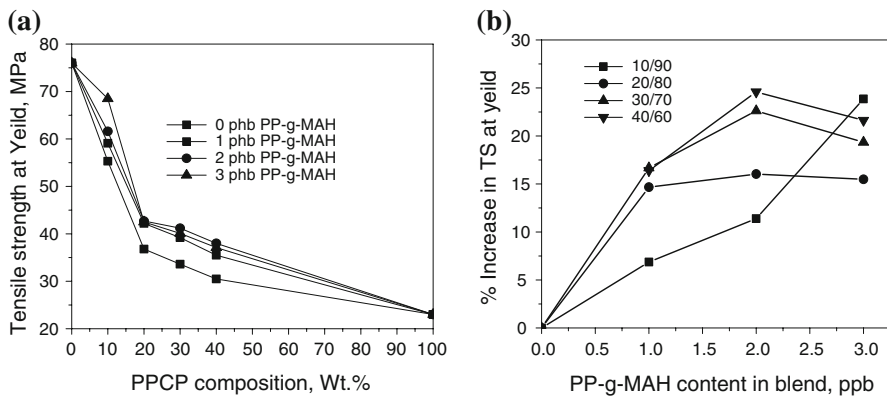 (a)
80
70
60
50
40
30
20
Tensile strength at Yeild, MPa
0 phb PP-g-MAH
1 phb PP-g-MAH
2 phb PP-g-MAH
3 phb PP-g-MAH
0 10 20 30 40 50 60 70 80 90 100
PPCP composition, Wt.%
(b)
30
25
20
15
10
5
0
% Increase in TS at yeild
10/90
20/80
30/70
40/60
0.0 0.5 1.0 1.5 2.0 2.5 3.0
PP-g-MAH content in blend, ppb